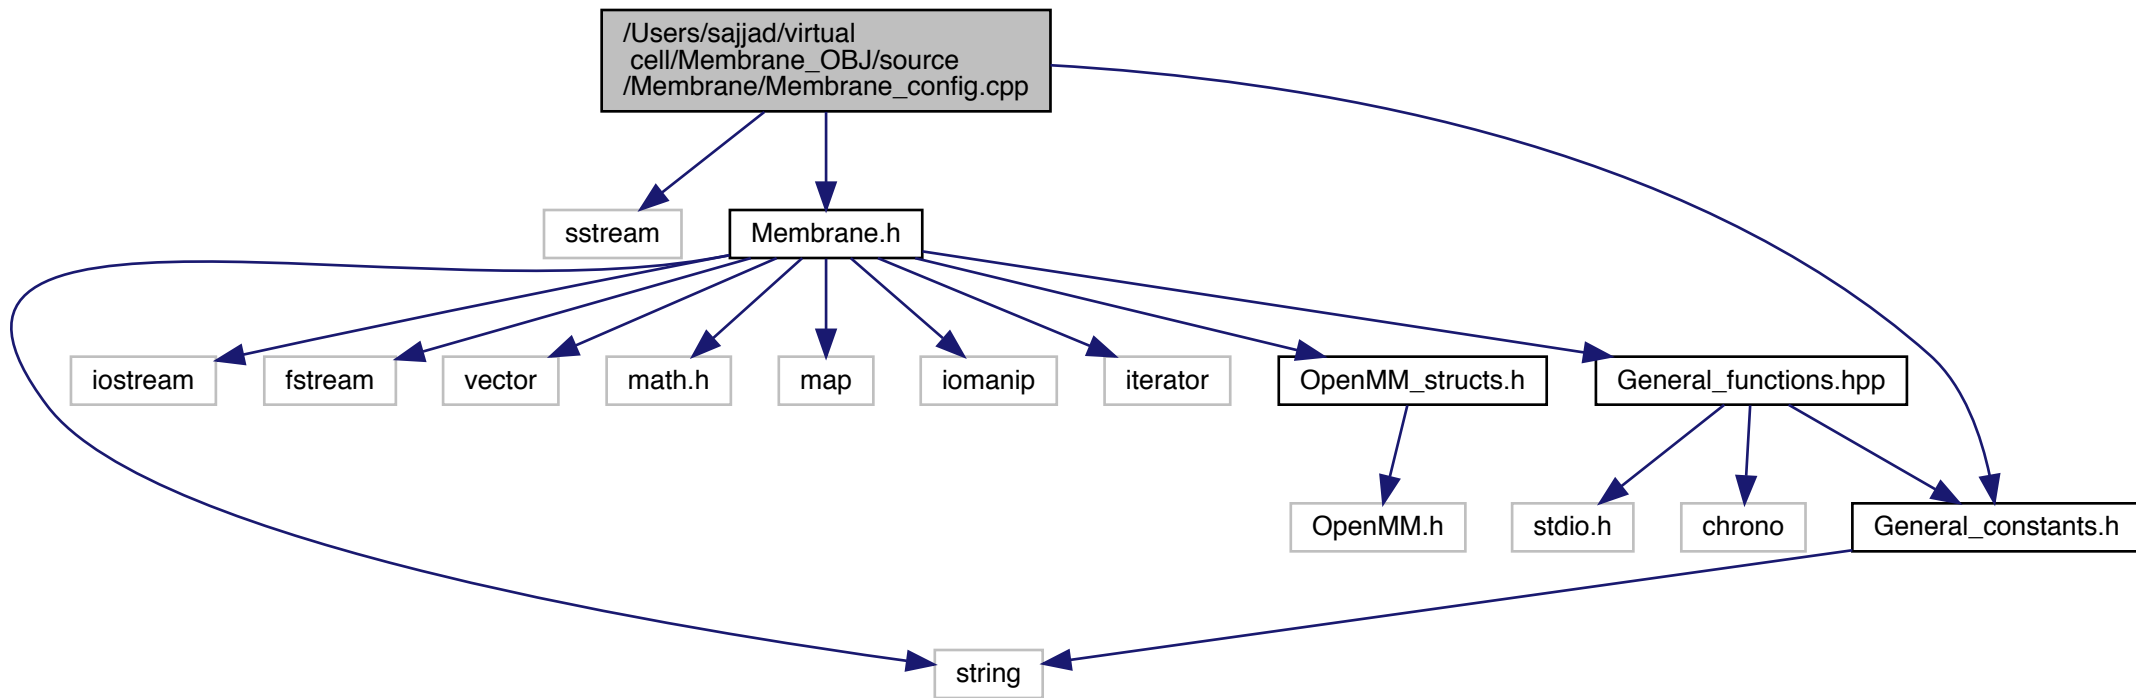 /Users/sajjad/virtual
cell/Membrane_OBJ/source
/Membrane/Membrane_config.cpp
sstream
Membrane.h
iostream
fstream
vector
math.h
map
iomanip
iterator
OpenMM_structs.h
General_functions.hpp
OpenMM.h
stdio.h
chrono
General_constants.h
string